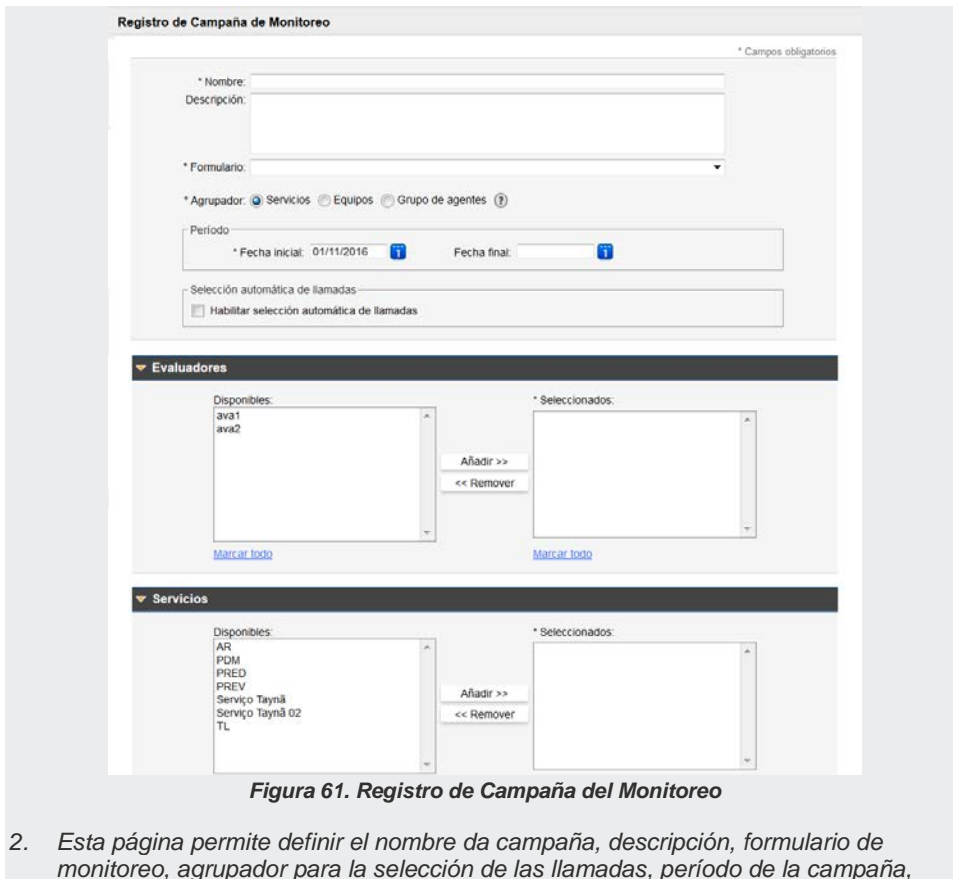 Registro de Campaña de Monitoreo
* Campos obligatorios
* Nombre:
Descripción:
* Formulario:
* Agrupador: Servicios Equipos Grupo de agentes ?
Período
* Fecha inicial: 01/11/2016 Fecha final:
Selección automática de llamadas
Habilitar selección automática de llamadas
Evaluadores
Disponibles: * Seleccionados:
ava1
ava2
Añadir >>
<< Remover
Marcar todo Marcar todo
Servicios
Disponibles: * Seleccionados:
AR
PDM
PRED
PREV
Serviço Taynã
Serviço Taynã 02
TL
Añadir >>
<< Remover
Figura 61. Registro de Campaña del Monitoreo
2. Esta página permite definir el nombre da campaña, descripción, formulario de
monitoreo, agrupador para la selección de las llamadas, período de la campaña,